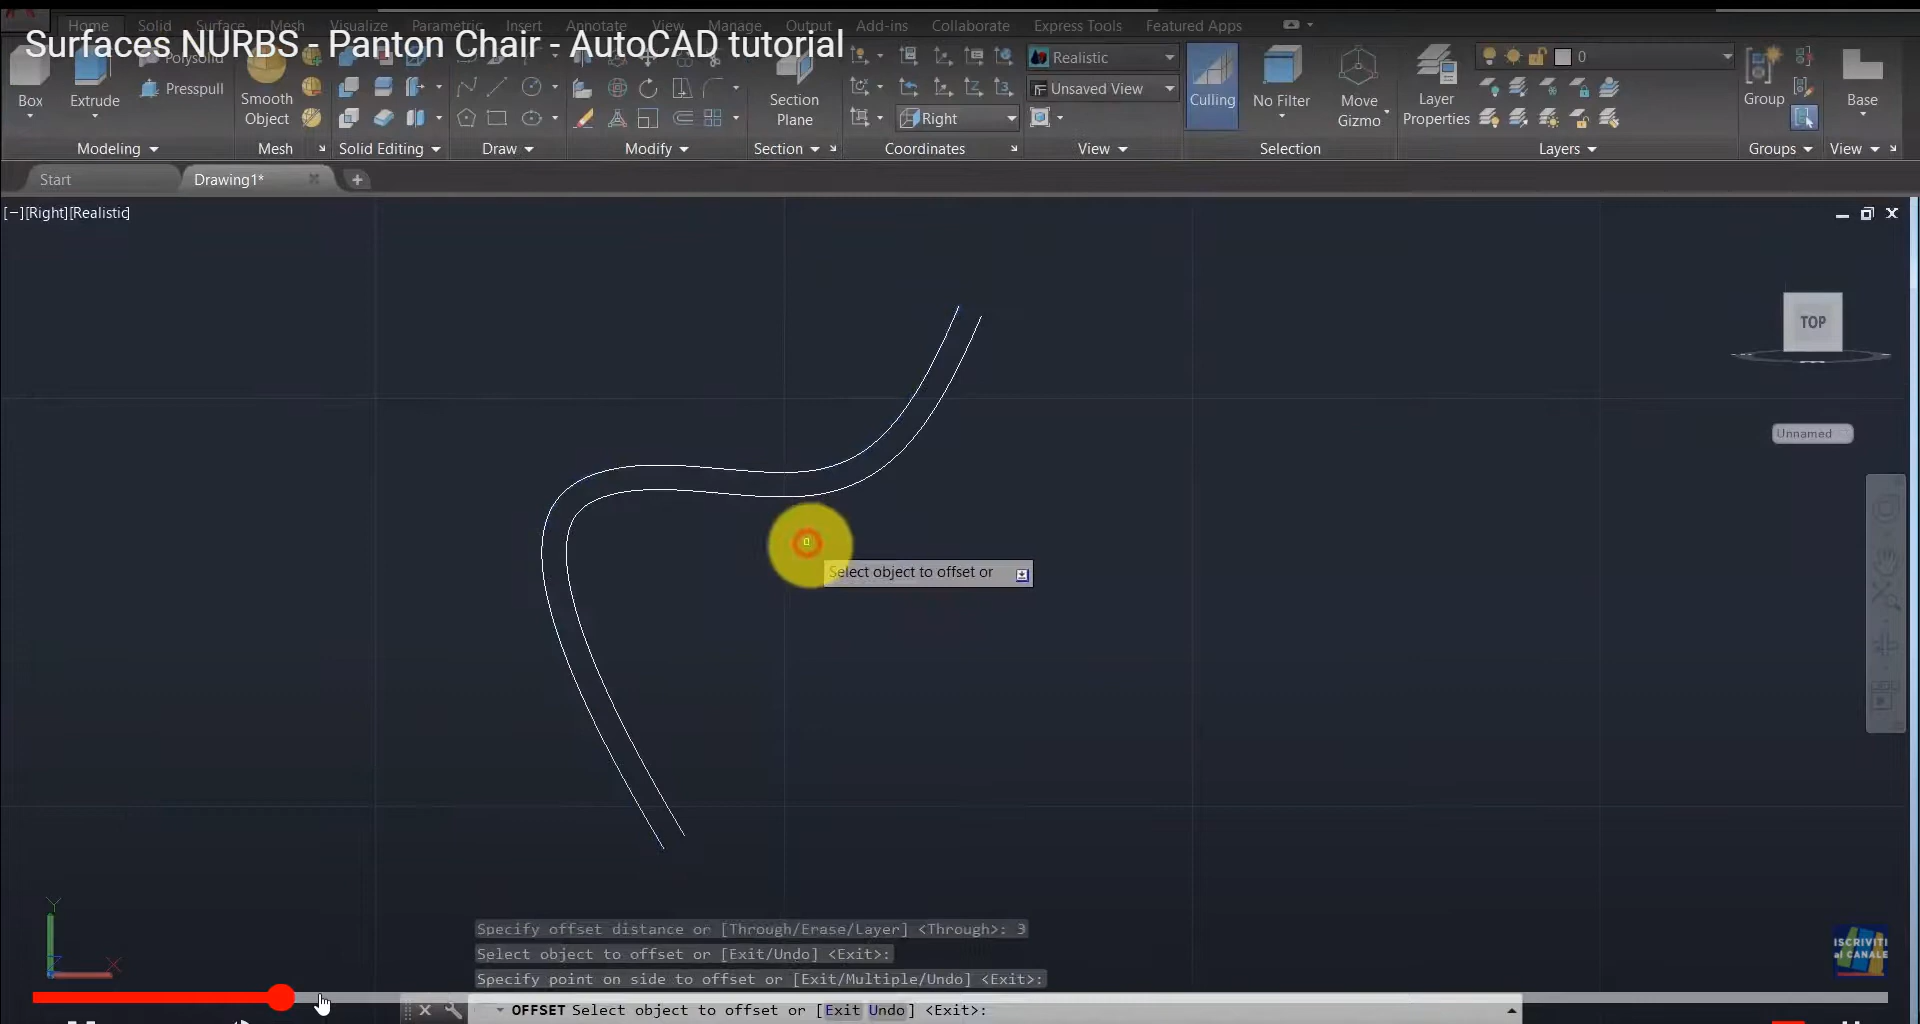 Home Solid Surface Mesh Visualize Parametric Insert Annotate View Manage Output Add-ins Collaborate Express Tools Featured Apps
Surfaces NURBS - Panton Chair - AutoCAD tutorial
Polysolid
Realistic
0
Presspull
Unsaved View
Box
Extrude
Smooth
Object
Section
Plane
Right
Culling
No Filter
Move
Gizmo
Layer
Properties
Group
Base
Modeling
Mesh
Solid Editing
Draw
Modify
Section
Coordinates
View
Selection
Layers
Groups
View
Start
Drawing1*
[−][Right][Realistic]
TOP
Unnamed
Select object to offset or
Y
X
Z
Specify offset distance or [Through/Erase/Layer] <Through>: 3
Select object to offset or [Exit/Undo] <Exit>:
Specify point on side to offset or [Exit/Multiple/Undo] <Exit>:
OFFSET Select object to offset or [Exit Undo] <Exit>:
ISCRIVITI
al CANALE